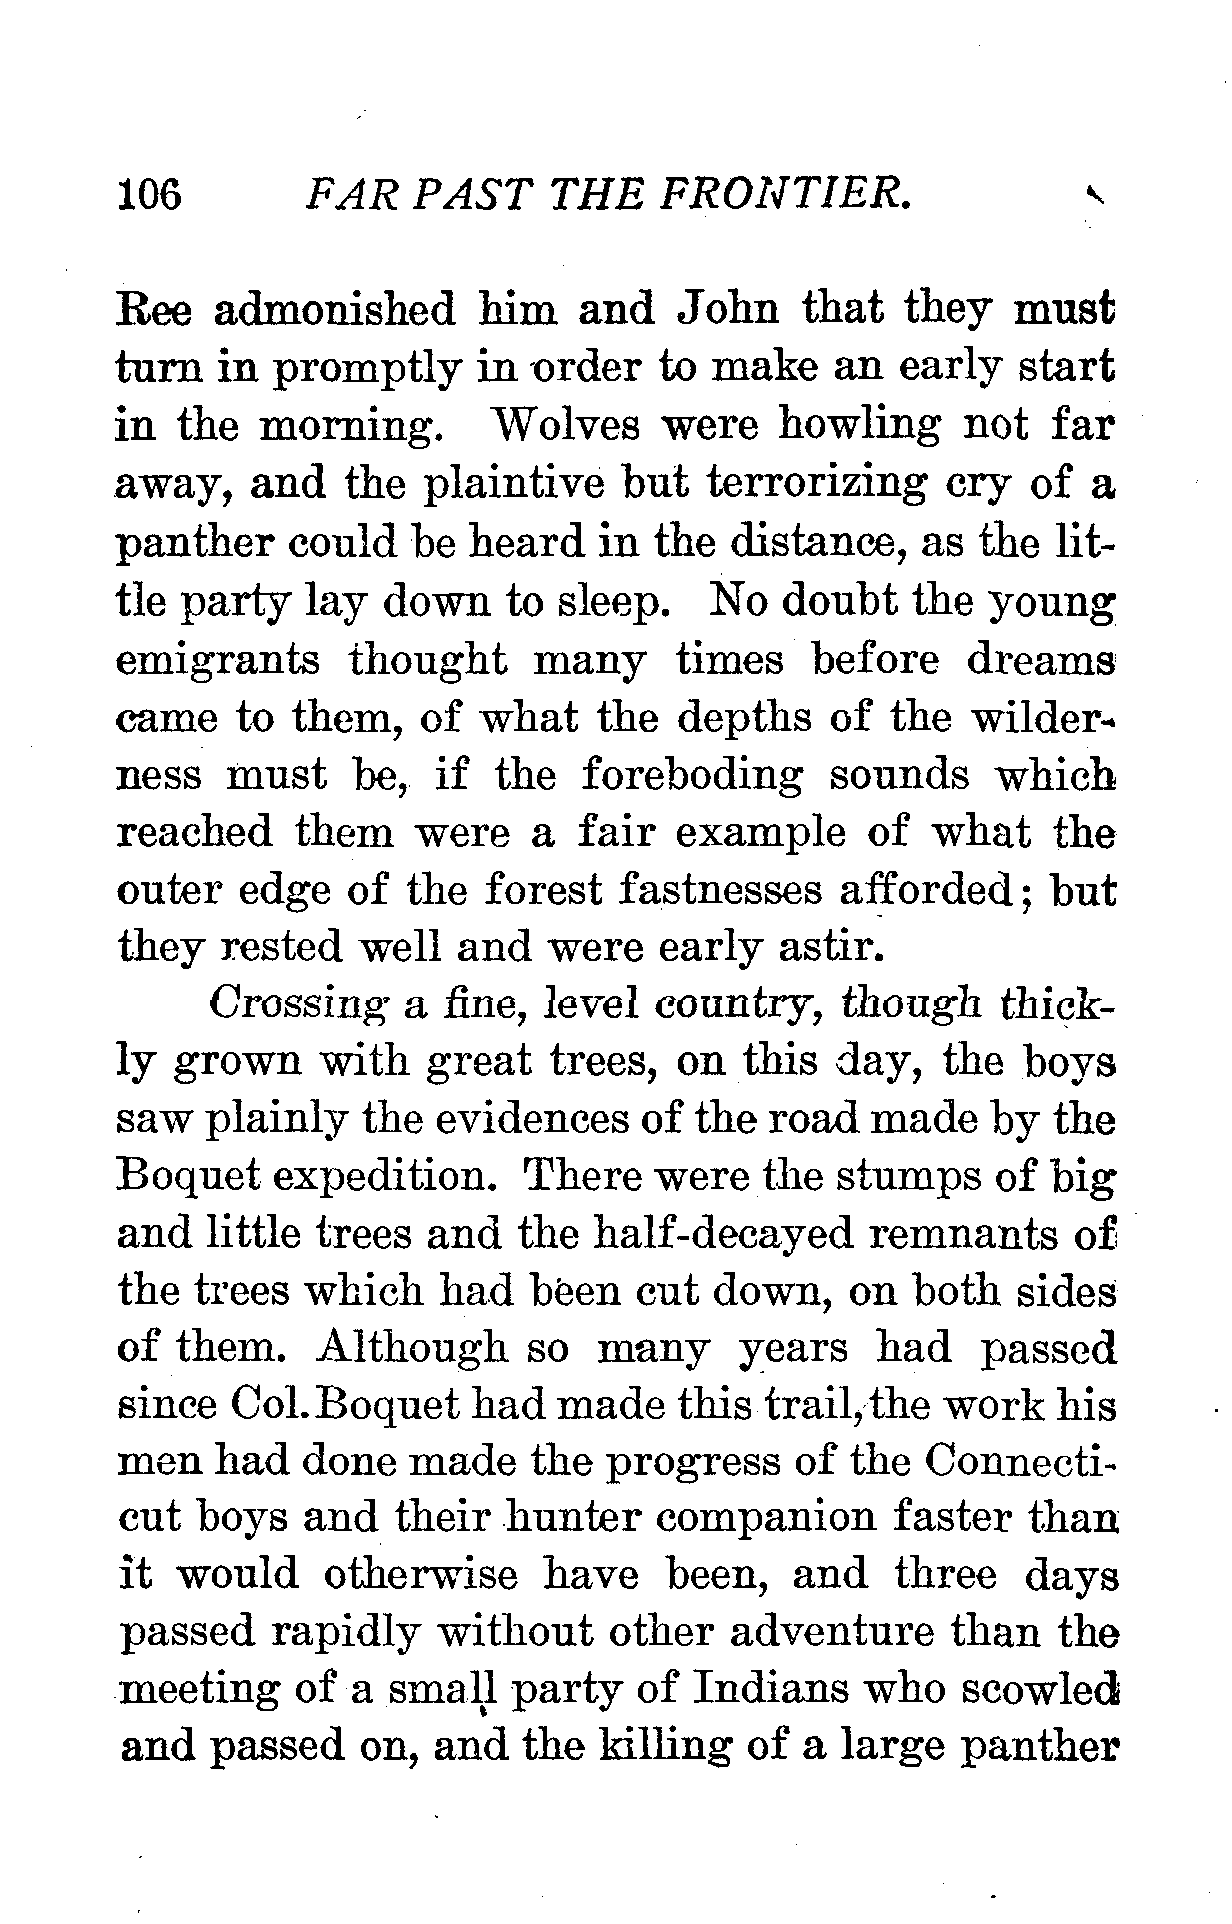 106 FAR PAST THE FRONTIER.
Ree admonished him and John that they must
turn in promptly in order to make an early start
in the morning. Wolves were howling not far
away, and the plaintive but terrorizing cry of a
panther could be heard in the distance, as the lit-
tle party lay down to sleep. No doubt the young
emigrants thought many times before dreams
came to them, of what the depths of the wilder-
ness must be, if the foreboding sounds which
reached them were a fair example of what the
outer edge of the forest fastnesses afforded; but
they rested well and were early astir.
Crossing a fine, level country, though thick-
ly grown with great trees, on this day, the boys
saw plainly the evidences of the road made by the
Boquet expedition. There were the stumps of big
and little trees and the half-decayed remnants of
the trees which had been cut down, on both sides
of them. Although so many years had passed
since Col. Boquet had made this trail, the work his
men had done made the progress of the Connecti-
cut boys and their hunter companion faster than
it would otherwise have been, and three days
passed rapidly without other adventure than the
meeting of a small party of Indians who scowled
and passed on, and the killing of a large panther